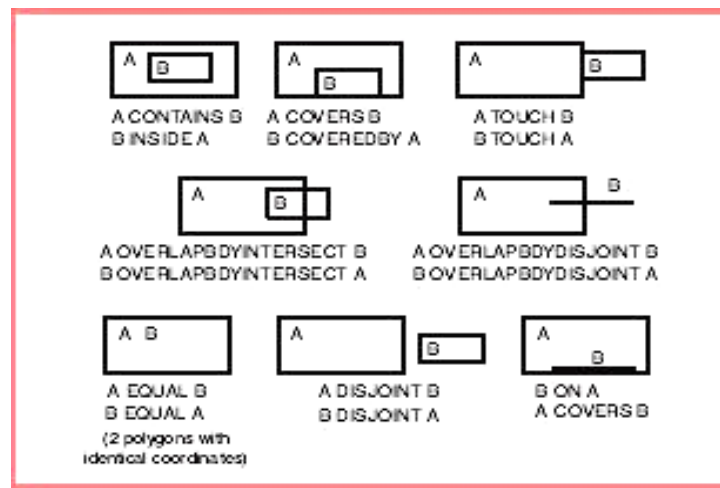 A
B
A CONTAINS B
B INSIDE A
A
B
A COVERS B
B COVEREDBY A
A
B
A TOUCH B
B TOUCH A
A
B
A OVERLAPBDYINTERSECT B
B OVERLAPBDYINTERSECT A
A
B
A OVERLAPBDYDISJOINT B
B OVERLAPBDYDISJOINT A
A B
A EQUAL B
B EQUAL A
(2 polygons with
identical coordinates)
A
B
A DISJOINT B
B DISJOINT A
A
B
B ON A
A COVERS B